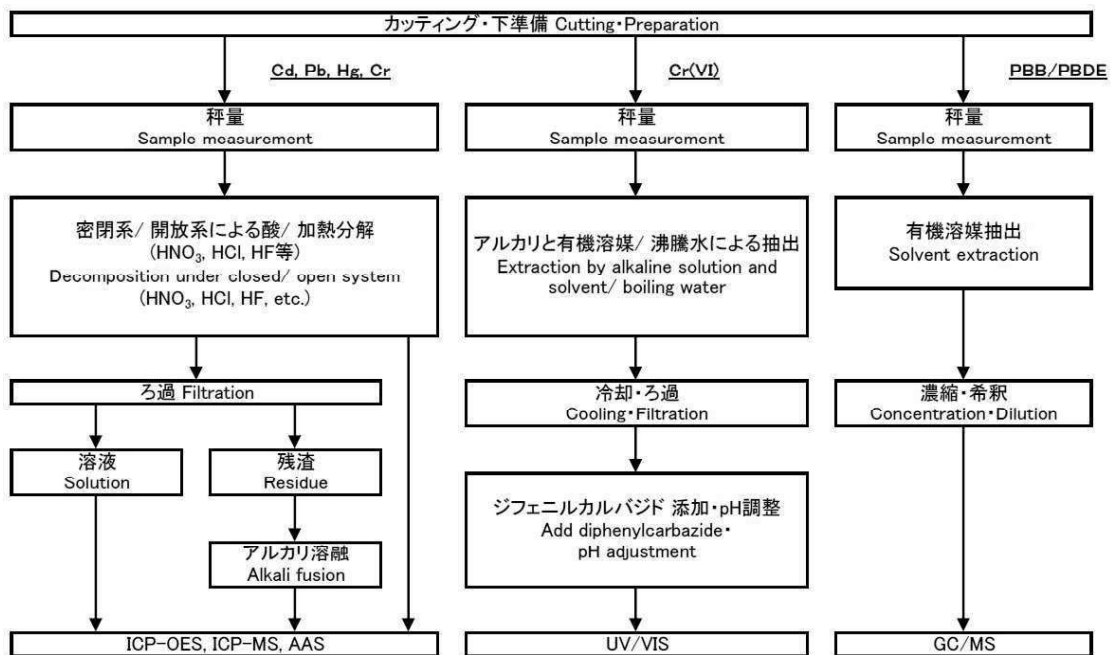 カッティング・下準備 Cutting・Preparation
Cd, Pb, Hg, Cr
Cr(VI)
PBB/PBDE
秤量
Sample measurement
秤量
Sample measurement
秤量
Sample measurement
密閉系/ 開放系による酸/ 加熱分解
(HNO₃, HCl, HF等)
Decomposition under closed/ open system
(HNO₃, HCl, HF, etc.)
アルカリと有機溶媒/ 沸騰水による抽出
Extraction by alkaline solution and
solvent/ boiling water
有機溶媒抽出
Solvent extraction
ろ過 Filtration
冷却・ろ過
Cooling・Filtration
濃縮・希釈
Concentration・Dilution
溶液
Solution
残渣
Residue
ジフェニルカルバジド 添加・pH調整
Add diphenylcarbazide・
pH adjustment
アルカリ溶融
Alkali fusion
ICP-OES, ICP-MS, AAS
UV/VIS
GC/MS